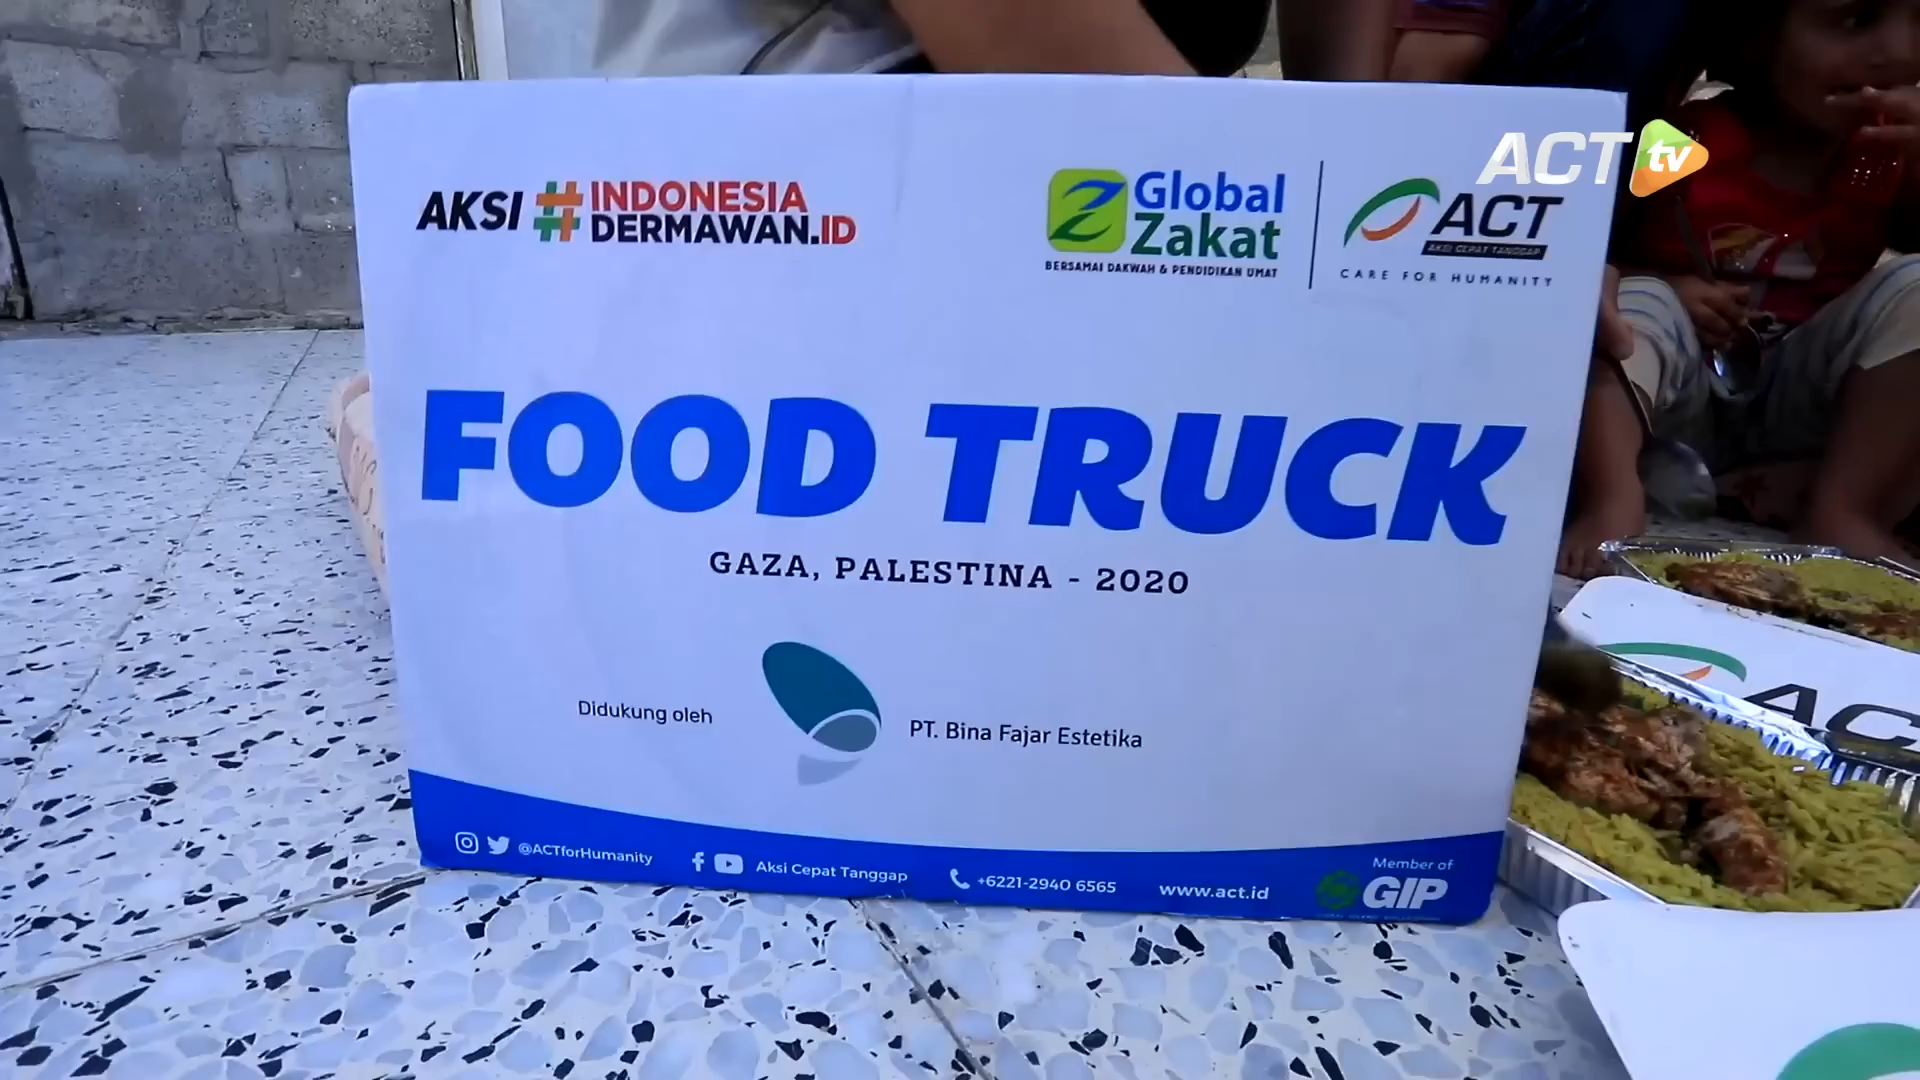 AKSI #INDONESIA
DERMAWAN.ID
Global
Zakat
BERSAMAI DAKWAH & PENDIDIKAN UMAT
ACT
AKSI CEPAT TANGGAP
CARE FOR HUMANITY
ACT tv
FOOD TRUCK
GAZA, PALESTINA - 2020
Didukung oleh
PT. Bina Fajar Estetika
@ACTforHumanity
Aksi Cepat Tanggap
+6221-2940 6565
www.act.id
Member of
GIP
AC